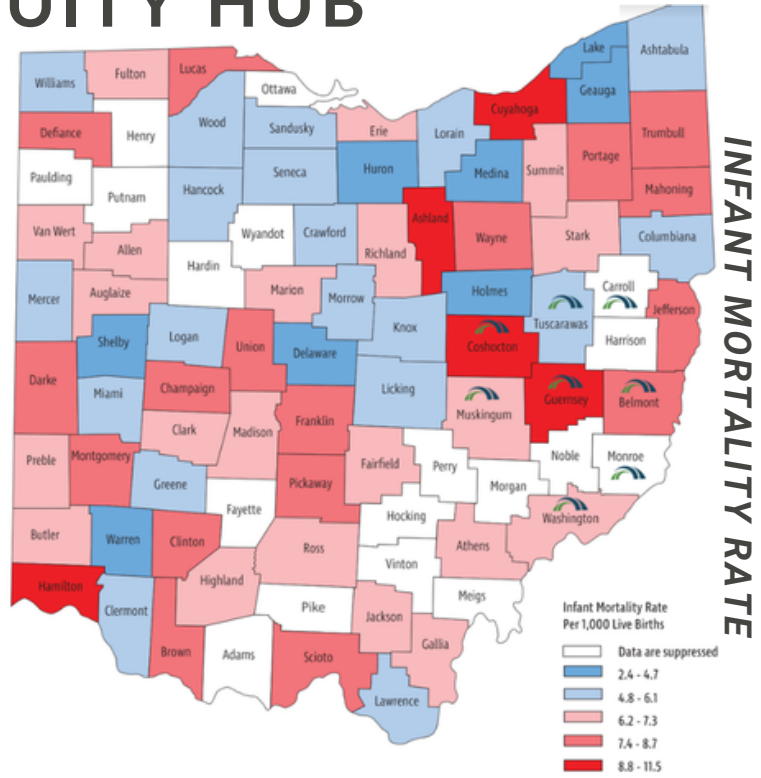 UITY HUB
INFANT MORTALITY RATE
Williams
Fulton
Lucas
Ottawa
Lake
Ashtabula
Geauga
Defiance
Henry
Wood
Sandusky
Erie
Lorain
Cuyahoga
Trumbull
Paulding
Putnam
Hancock
Seneca
Huron
Medina
Summit
Portage
Mahoning
Van Wert
Allen
Wyandot
Crawford
Richland
Ashland
Wayne
Stark
Columbiana
Hardin
Mercer
Auglaize
Marion
Morrow
Holmes
Tuscarawas
Carroll
Jefferson
Shelby
Logan
Union
Delaware
Knox
Coshocton
Harrison
Darke
Miami
Champaign
Licking
Muskingum
Guernsey
Belmont
Clark
Madison
Franklin
Preble
Montgomery
Greene
Fairfield
Perry
Noble
Monroe
Pickaway
Morgan
Fayette
Hocking
Washington
Butler
Warren
Clinton
Ross
Athens
Vinton
Hamilton
Clermont
Highland
Pike
Jackson
Meigs
Brown
Adams
Scioto
Gallia
Lawrence
Infant Mortality Rate
Per 1,000 Live Births
Data are suppressed
2.4 - 4.7
4.8 - 6.1
6.2 - 7.3
7.4 - 8.7
8.8 - 11.5